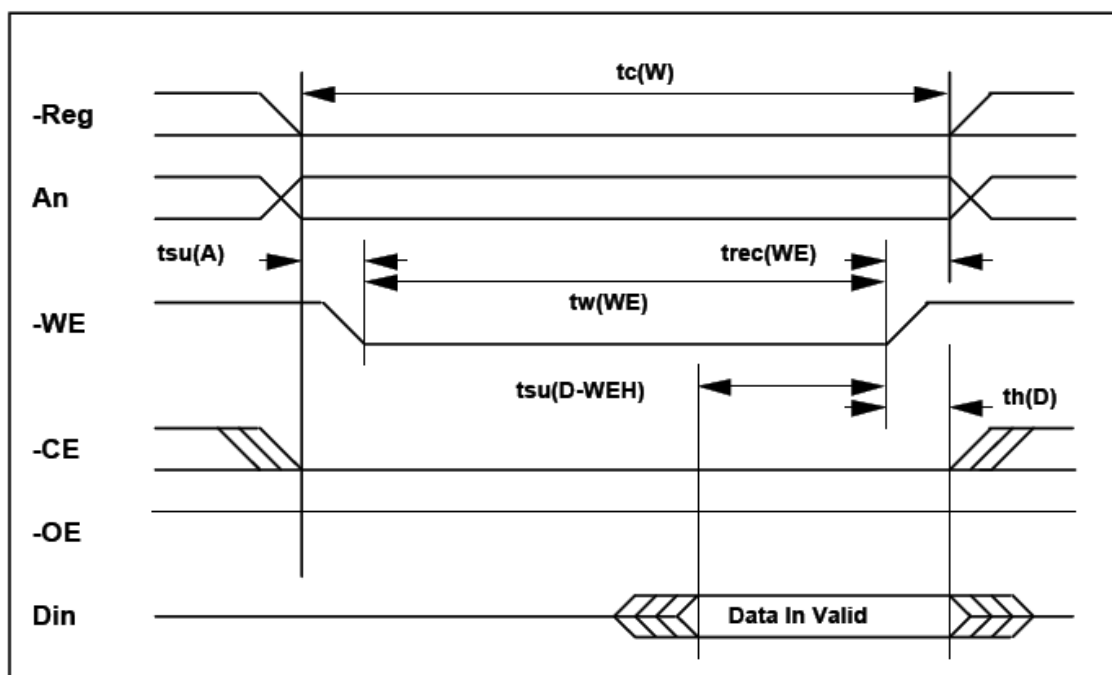 tc(W)
-Reg
An
tsu(A)
trec(WE)
tw(WE)
-WE
tsu(D-WEH)
th(D)
-CE
-OE
Din
Data In Valid